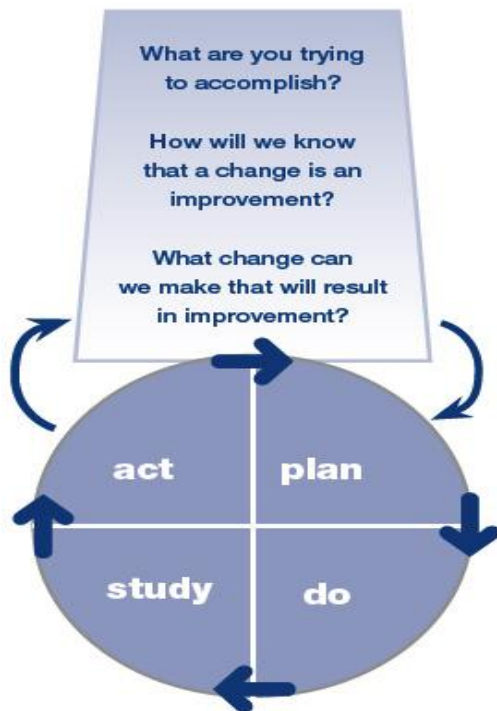 What are you trying
to accomplish?
How will we know
that a change is an
improvement?
What change can
we make that will result
in improvement?
act
plan
study
do